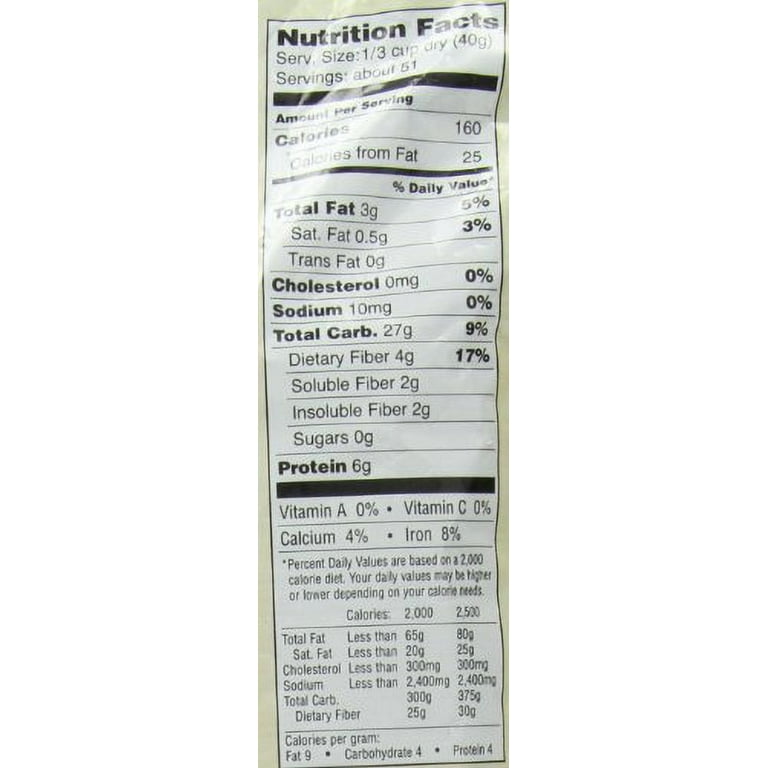 Nutrition Facts
Serv. Size:1/3 cup dry (40g)
Servings: about 51
Amount Per Serving
Calories 160
Calories from Fat 25
% Daily Value*
Total Fat 3g 5%
Sat. Fat 0.5g 3%
Trans Fat 0g
Cholesterol 0mg 0%
Sodium 10mg 0%
Total Carb. 27g 9%
Dietary Fiber 4g 17%
Soluble Fiber 2g
Insoluble Fiber 2g
Sugars 0g
Protein 6g
Vitamin A 0% • Vitamin C 0%
Calcium 4% • Iron 8%
*Percent Daily Values are based on a 2,000
calorie diet. Your daily values may be higher
or lower depending on your calorie needs.
Calories: 2,000 2,500
Total Fat Less than 65g 80g
Sat. Fat Less than 20g 25g
Cholesterol Less than 300mg 300mg
Sodium Less than 2,400mg 2,400mg
Total Carb. 300g 375g
Dietary Fiber 25g 30g
Calories per gram:
Fat 9 • Carbohydrate 4 • Protein 4